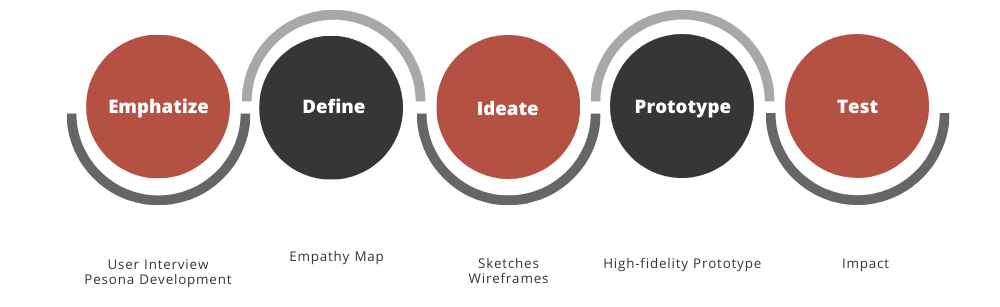 Emphatize
Define
Ideate
Prototype
Test
User Interview
Pesona Development
Empathy Map
Sketches
Wireframes
High-fidelity Prototype
Impact